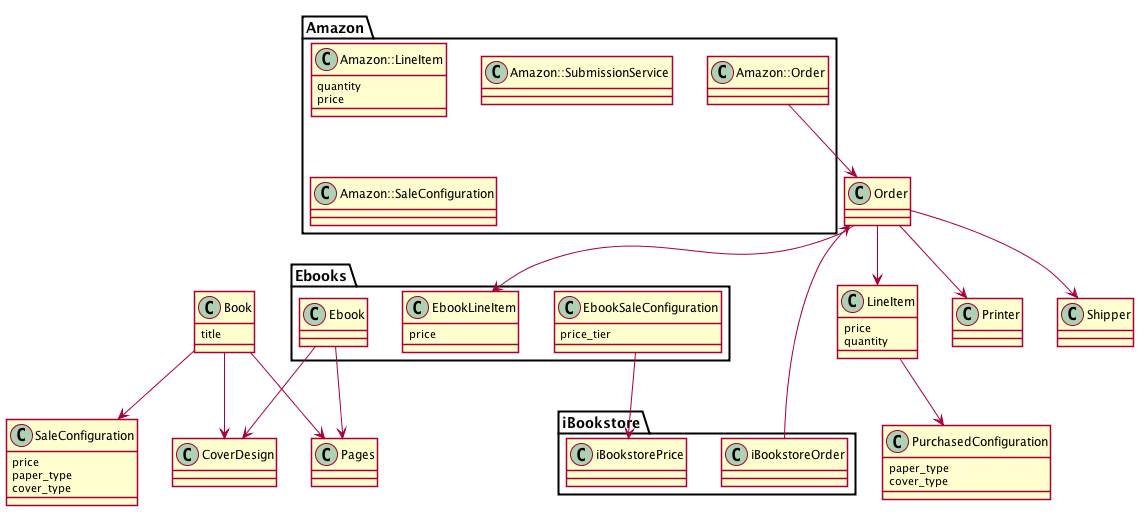 Amazon
C Amazon::LineItem
quantity
price
C Amazon::SubmissionService
C Amazon::Order
C Amazon::SaleConfiguration
C Order
Ebooks
C Book
title
C Ebook
C EbookLineItem
price
C EbookSaleConfiguration
price_tier
C LineItem
price
quantity
C Printer
C Shipper
C SaleConfiguration
price
paper_type
cover_type
C CoverDesign
C Pages
iBookstore
C iBookstorePrice
C iBookstoreOrder
C PurchasedConfiguration
paper_type
cover_type